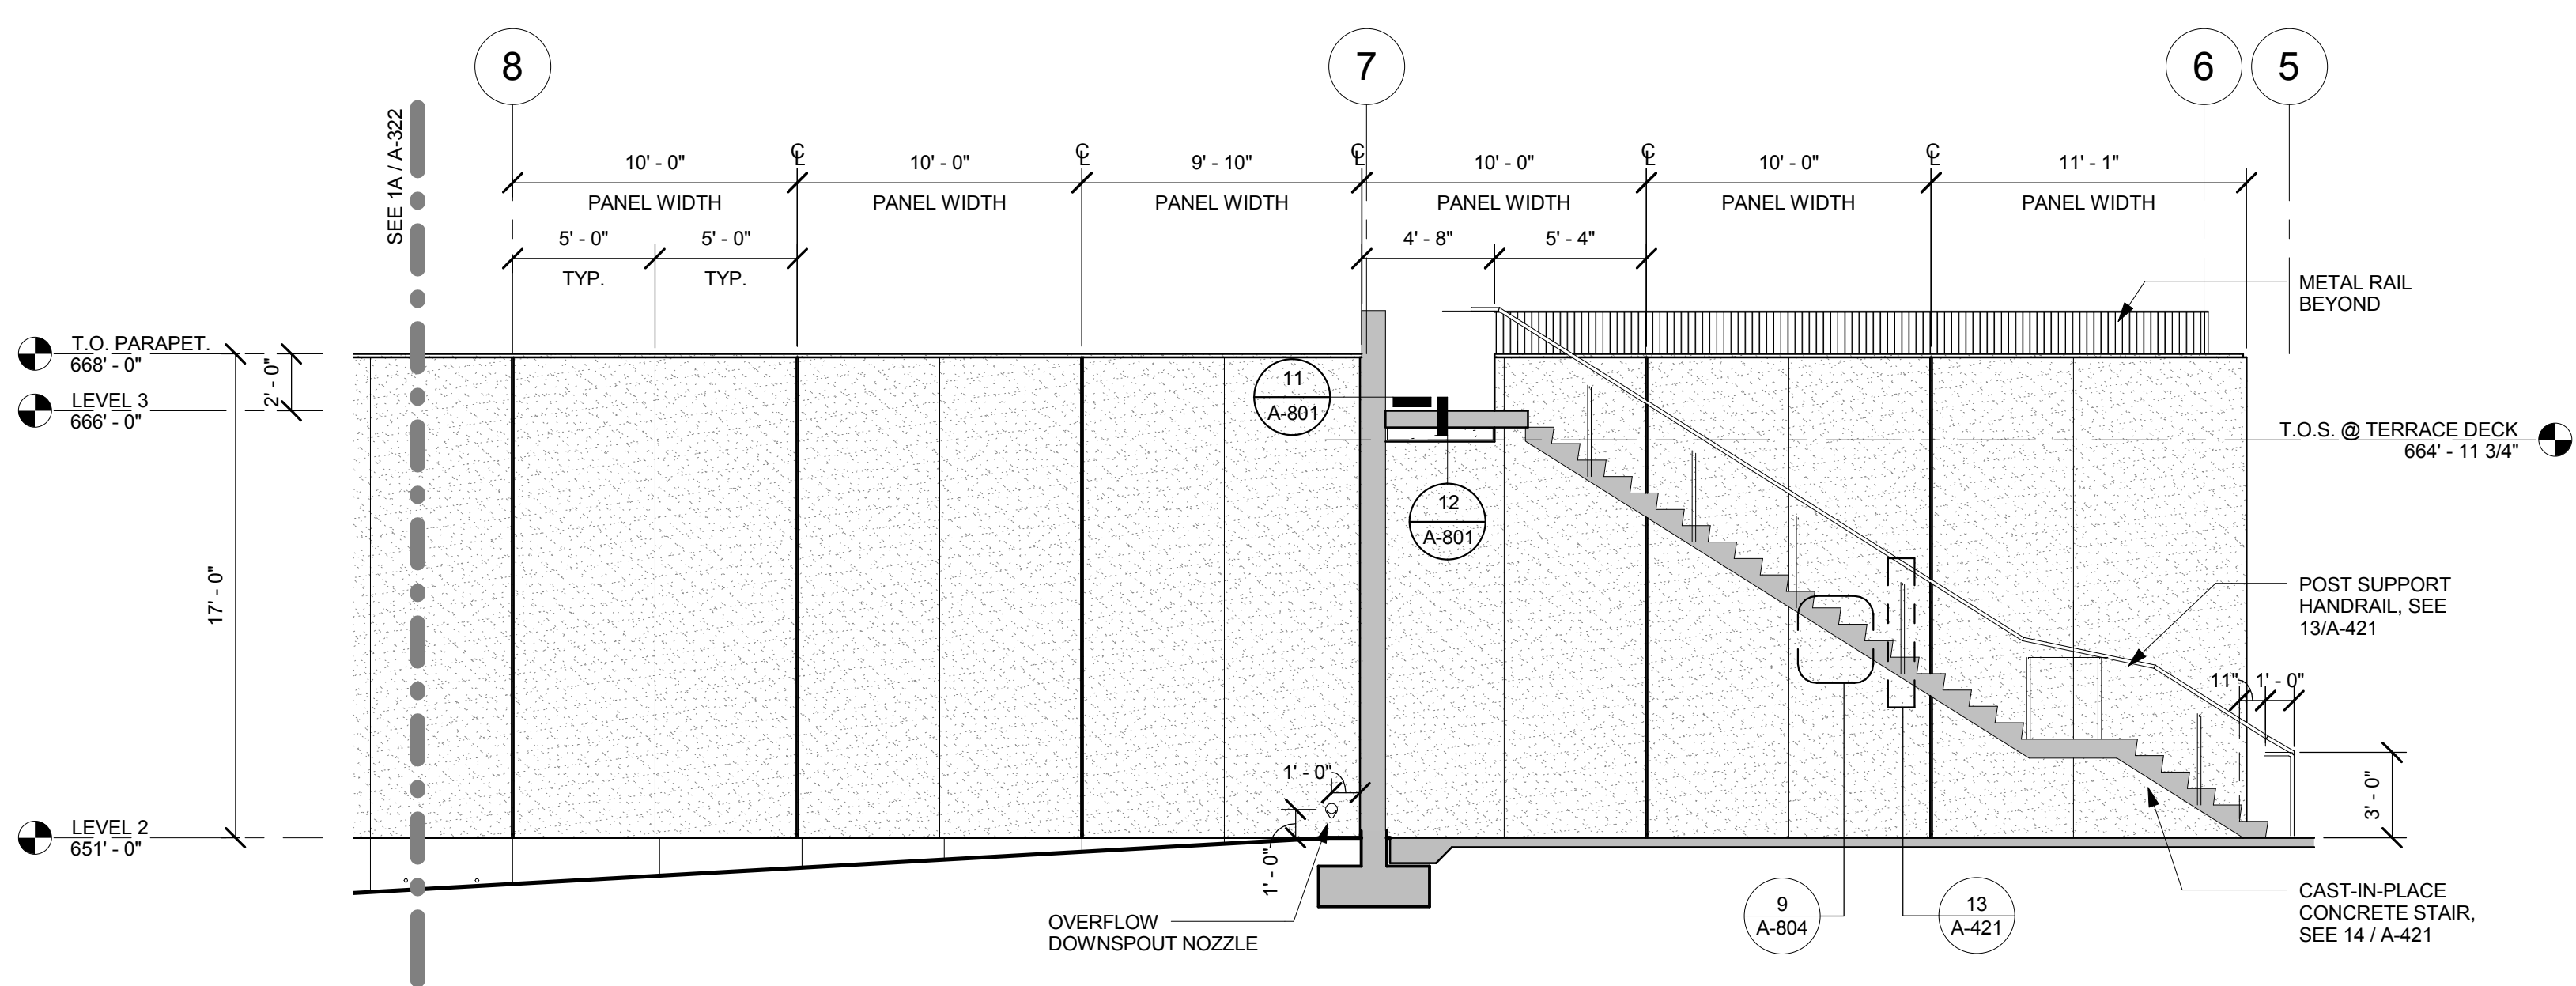 8
7
6
5
SEE 1A / A-322
10' - 0"
℄
10' - 0"
℄
9' - 10"
℄
10' - 0"
℄
10' - 0"
℄
11' - 1"
PANEL WIDTH
PANEL WIDTH
PANEL WIDTH
PANEL WIDTH
PANEL WIDTH
PANEL WIDTH
5' - 0"
5' - 0"
4' - 8"
5' - 4"
TYP.
TYP.
METAL RAIL
BEYOND
T.O. PARAPET.
668' - 0"
2' - 0"
LEVEL 3
666' - 0"
11
A-801
T.O.S. @ TERRACE DECK
664' - 11 3/4"
12
A-801
17' - 0"
POST SUPPORT
HANDRAIL, SEE
13/A-421
11"
1' - 0"
1' - 0"
3' - 0"
LEVEL 2
651' - 0"
1' - 0"
OVERFLOW
DOWNSPOUT NOZZLE
9
A-804
13
A-421
CAST-IN-PLACE
CONCRETE STAIR,
SEE 14 / A-421